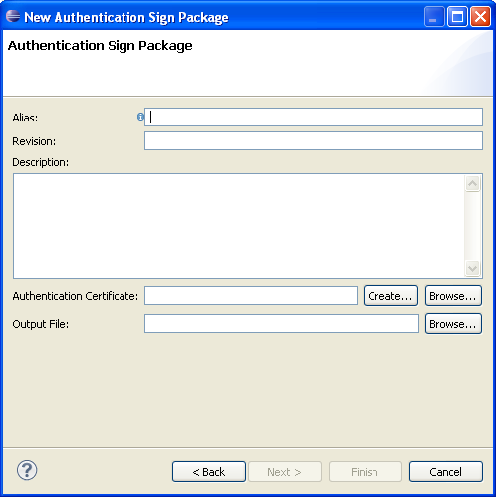 New Authentication Sign Package
Authentication Sign Package
Alias:
Revision:
Description:
Authentication Certificate: Create... Browse...
Output File: Browse...
? < Back Next > Finish Cancel